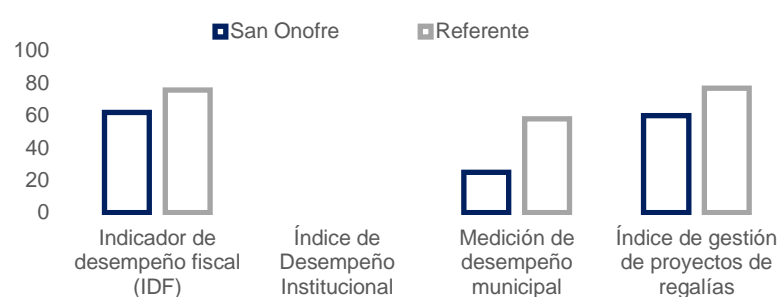 San Onofre Referente
100
80
60
40
20
0
Indicador de
desempeño fiscal
(IDF)
Índice de
Desempeño
Institucional
Medición de
desempeño
municipal
Índice de gestión
de proyectos de
regalías